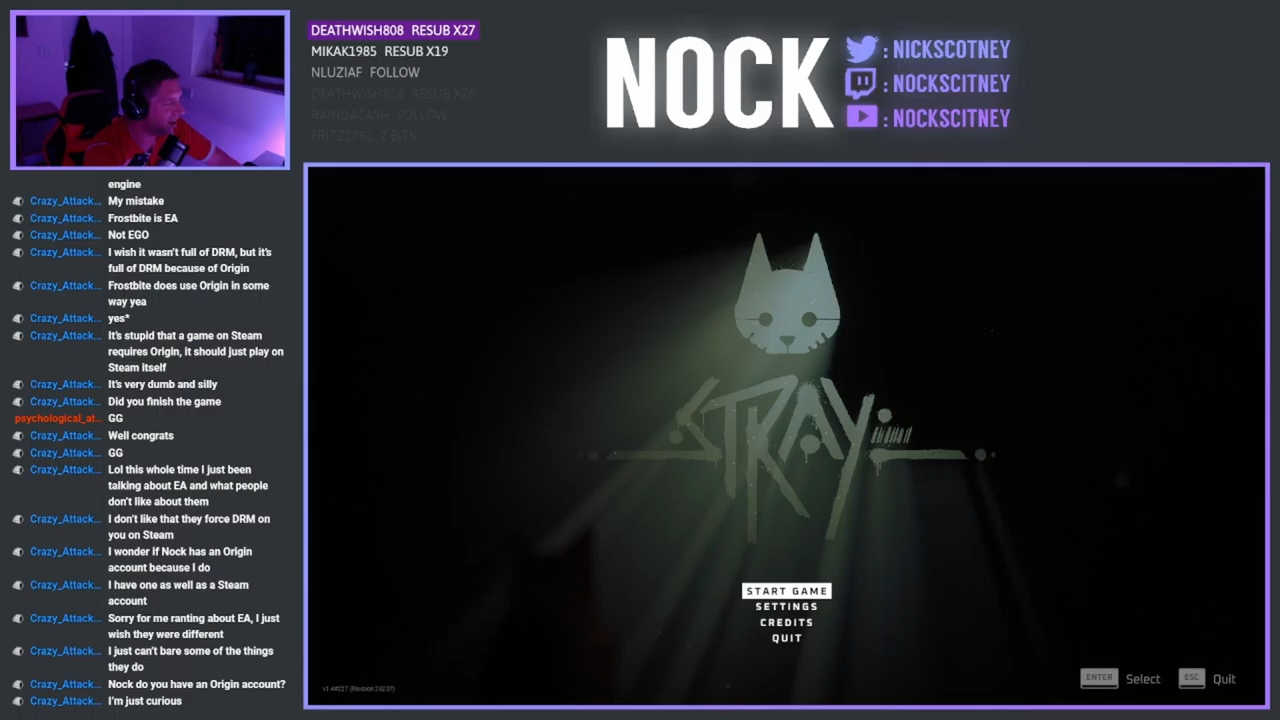 DEATHWISH808 RESUB X27
MIKAK1985 RESUB X19
NLUZIAF FOLLOW
DEATHWISH808 RESUB X26
RAINDACASH FOLLOW
FRITZ1791 2 BITS
NOCK
: NICKSCOTNEY
: NOCKSCITNEY
: NOCKSCITNEY
engine
Crazy_Attack... My mistake
Crazy_Attack... Frostbite is EA
Crazy_Attack... Not EGO
Crazy_Attack... I wish it wasn't full of DRM, but it's
full of DRM because of Origin
Crazy_Attack... Frostbite does use Origin in some
way yea
Crazy_Attack... yes*
Crazy_Attack... It's stupid that a game on Steam
requires Origin, it should just play on
Steam itself
Crazy_Attack... It's very dumb and silly
Crazy_Attack... Did you finish the game
psychological_at... GG
Crazy_Attack... Well congrats
Crazy_Attack... GG
Crazy_Attack... Lol this whole time I just been
talking about EA and what people
don't like about them
Crazy_Attack... I don't like that they force DRM on
you on Steam
Crazy_Attack... I wonder if Nock has an Origin
account because I do
Crazy_Attack... I have one as well as a Steam
account
Crazy_Attack... Sorry for me ranting about EA, I just
wish they were different
Crazy_Attack... I just can't bare some of the things
they do
Crazy_Attack... Nock do you have an Origin account?
Crazy_Attack... I'm just curious
STRAY
START GAME
SETTINGS
CREDITS
QUIT
ENTER Select ESC Quit